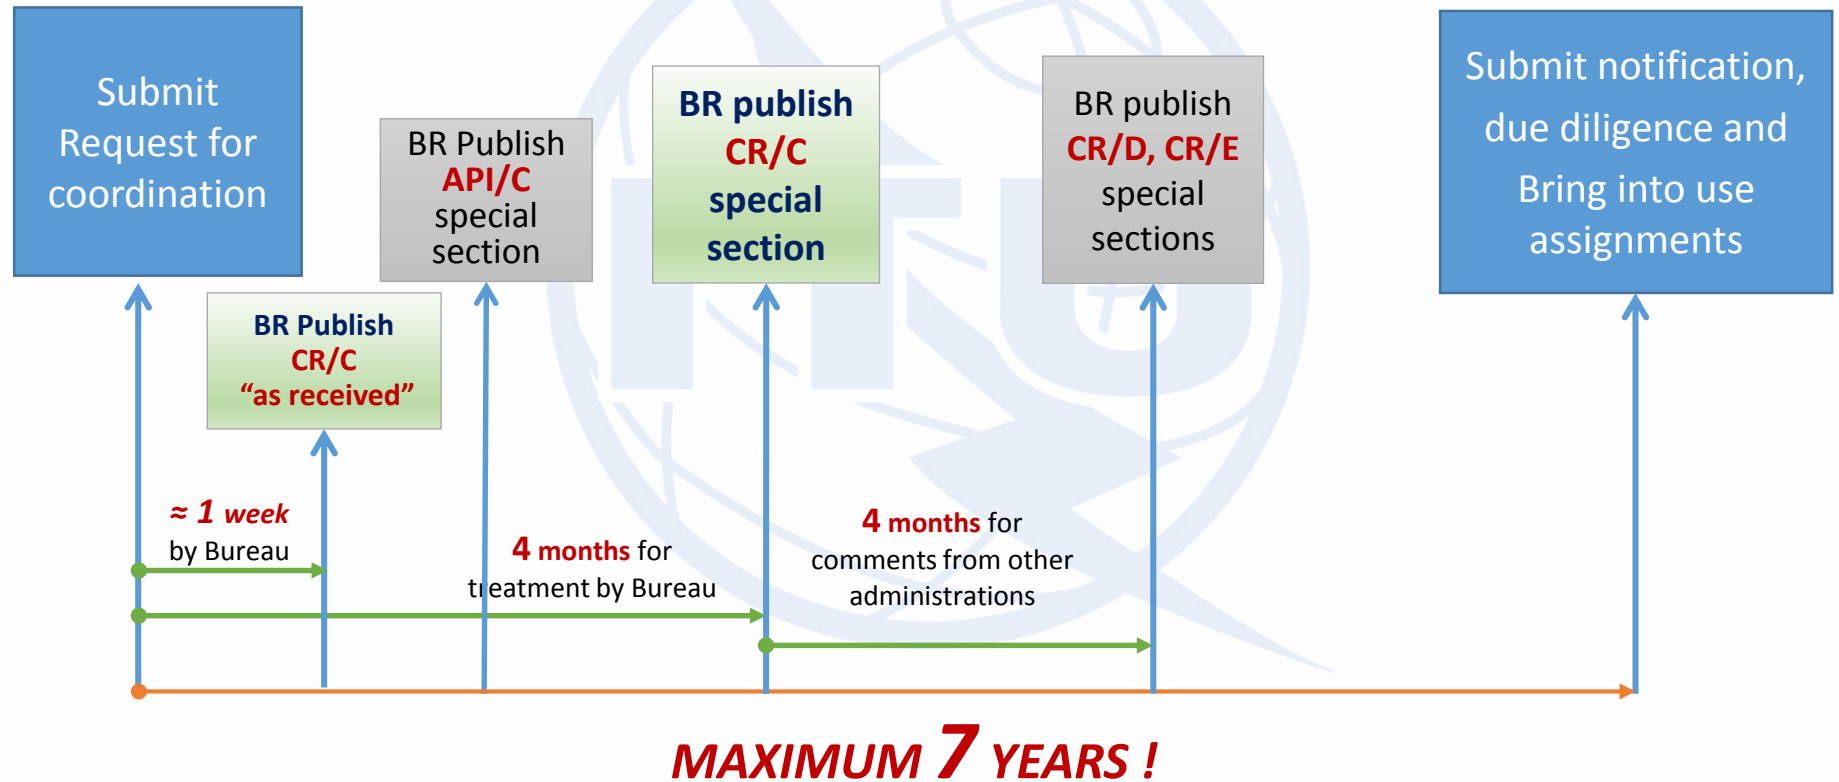 Submit
Request for
coordination
BR Publish
CR/C
“as received”
BR Publish
API/C
special
section
BR publish
CR/C
special
section
BR publish
CR/D, CR/E
special
sections
Submit notification,
due diligence and
Bring into use
assignments
≈ 1 week
by Bureau
4 months for
treatment by Bureau
4 months for
comments from other
administrations
ITU
MAXIMUM 7 YEARS !